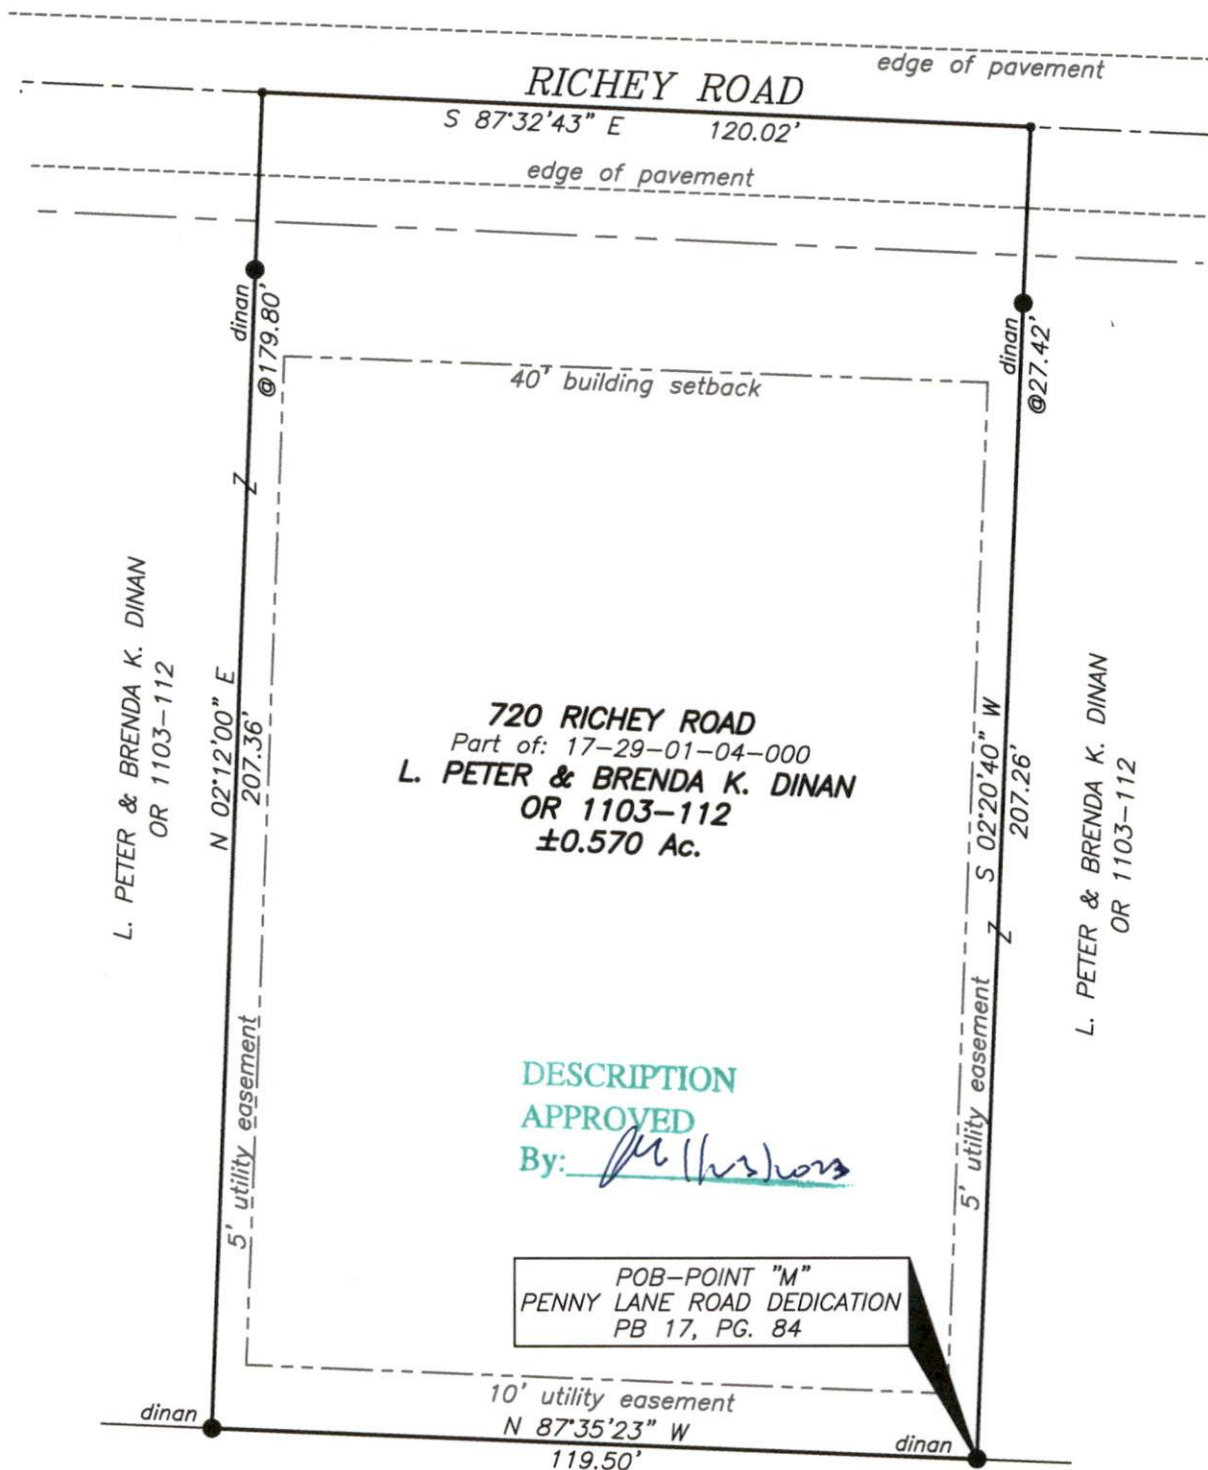 edge of pavement
RICHEY ROAD
S 87°32'43" E 120.02'
edge of pavement
dinan
@179.80'
dinan
@27.42'
40' building setback
Z
L. PETER & BRENDA K. DINAN
OR 1103-112
N 02°12'00" E
207.36'
720 RICHEY ROAD
Part of: 17-29-01-04-000
L. PETER & BRENDA K. DINAN
OR 1103-112
±0.570 Ac.
S 02°20'40" W
207.26'
Z
L. PETER & BRENDA K. DINAN
OR 1103-112
5' utility easement
5' utility easement
DESCRIPTION
APPROVED
By:
POB-POINT "M"
PENNY LANE ROAD DEDICATION
PB 17, PG. 84
10' utility easement
dinan
N 87°35'23" W
dinan
119.50'